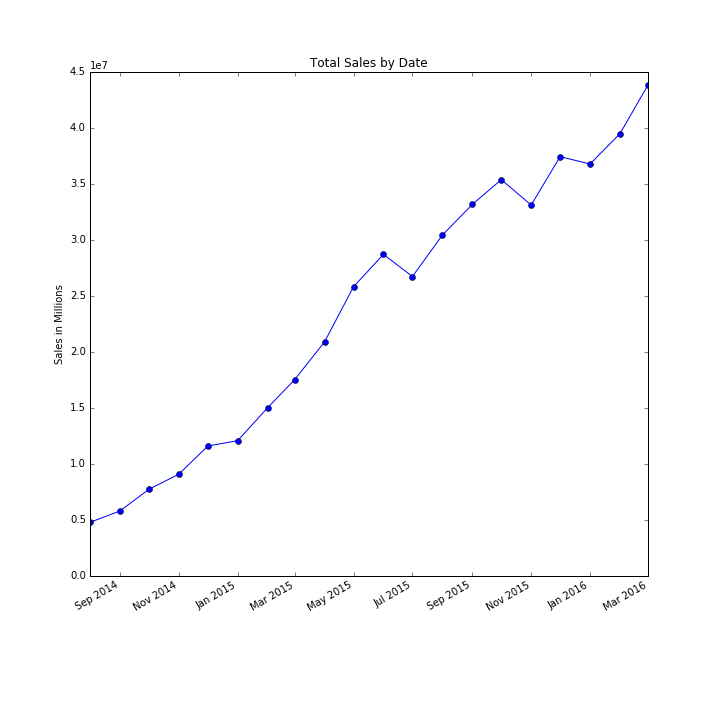 Total Sales by Date
1e7
4.5
4.0
3.5
3.0
2.5
2.0
1.5
1.0
0.5
0.0
Sales in Millions
Sep 2014
Nov 2014
Jan 2015
Mar 2015
May 2015
Jul 2015
Sep 2015
Nov 2015
Jan 2016
Mar 2016